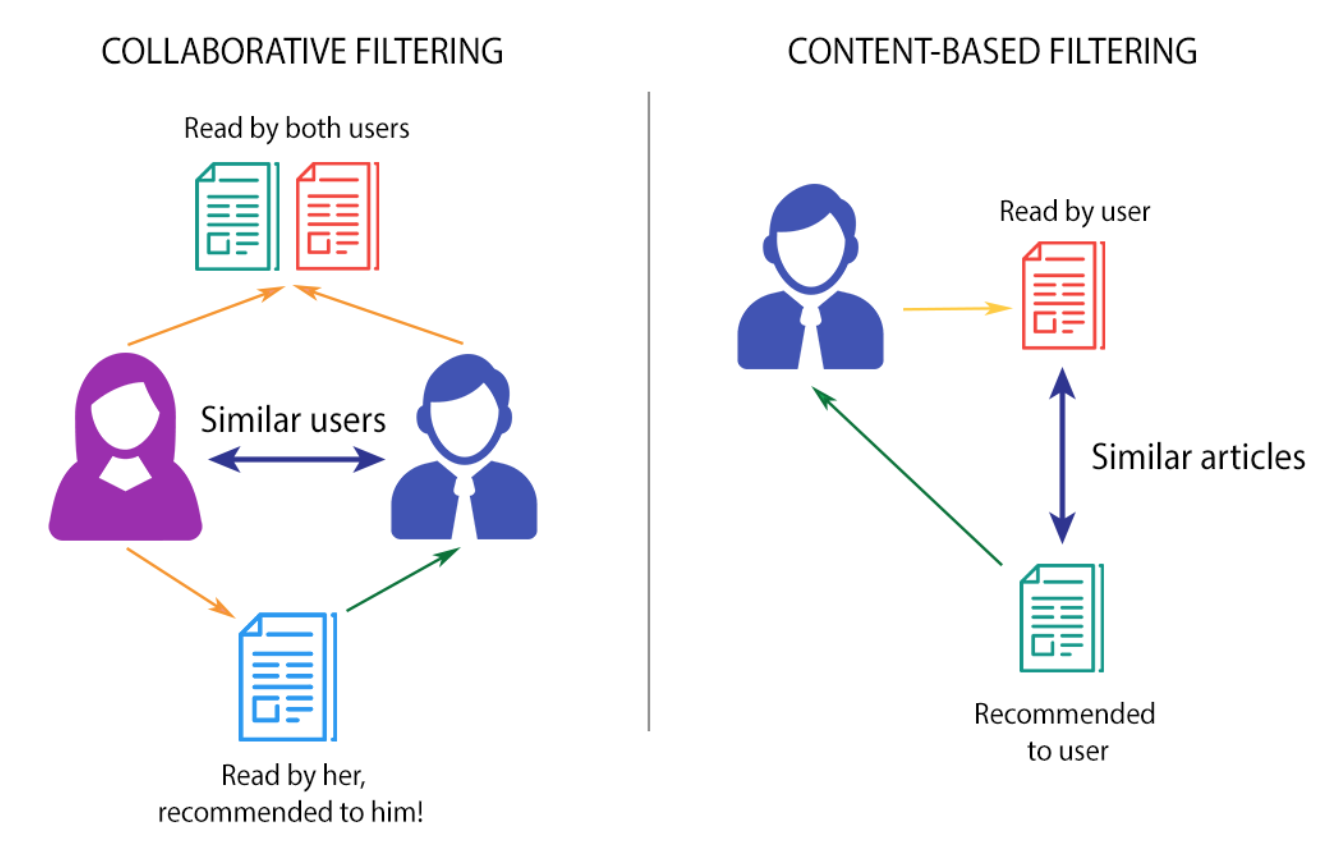 COLLABORATIVE FILTERING
Read by both users
Similar users
Read by her,
recommended to him!
CONTENT-BASED FILTERING
Read by user
Similar articles
Recommended
to user